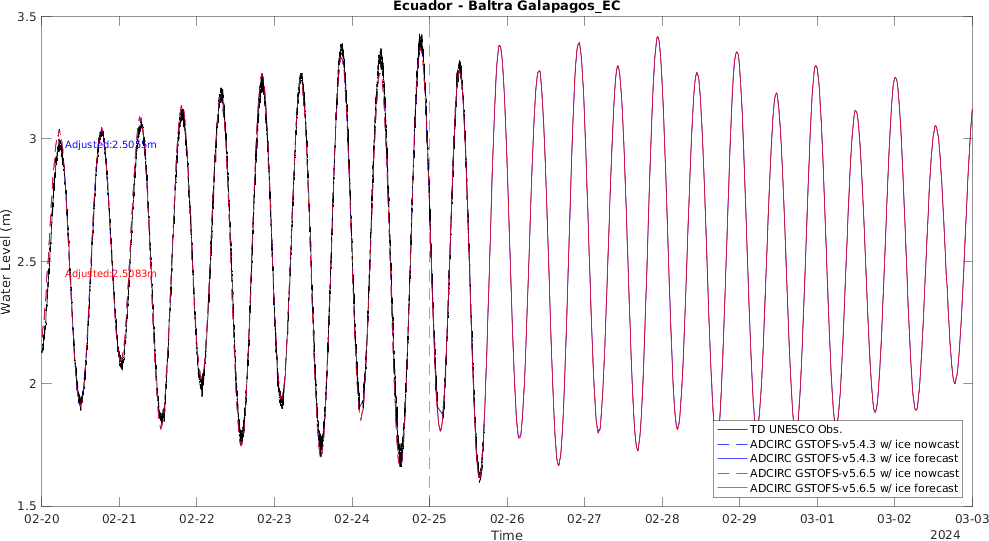 Ecuador - Baltra Galapagos_EC
3.5
3
2.5
2
1.5
Water Level (m)
Adjusted:2.5083m
02-20
02-21
02-22
02-23
02-24
02-25
02-26
02-27
02-28
02-29
03-01
03-02
03-03
Time
2024
TD UNESCO Obs.
ADCIRC GSTOFS-v5.4.3 w/ ice nowcast
ADCIRC GSTOFS-v5.4.3 w/ ice forecast
ADCIRC GSTOFS-v5.6.5 w/ ice nowcast
ADCIRC GSTOFS-v5.6.5 w/ ice forecast